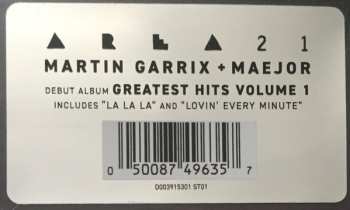 AREA21
MARTIN GARRIX + MAEJOR
DEBUT ALBUM GREATEST HITS VOLUME 1
INCLUDES "LA LA LA" AND "LOVIN' EVERY MINUTE"
0 50087 49635 7
D003915301 ST01